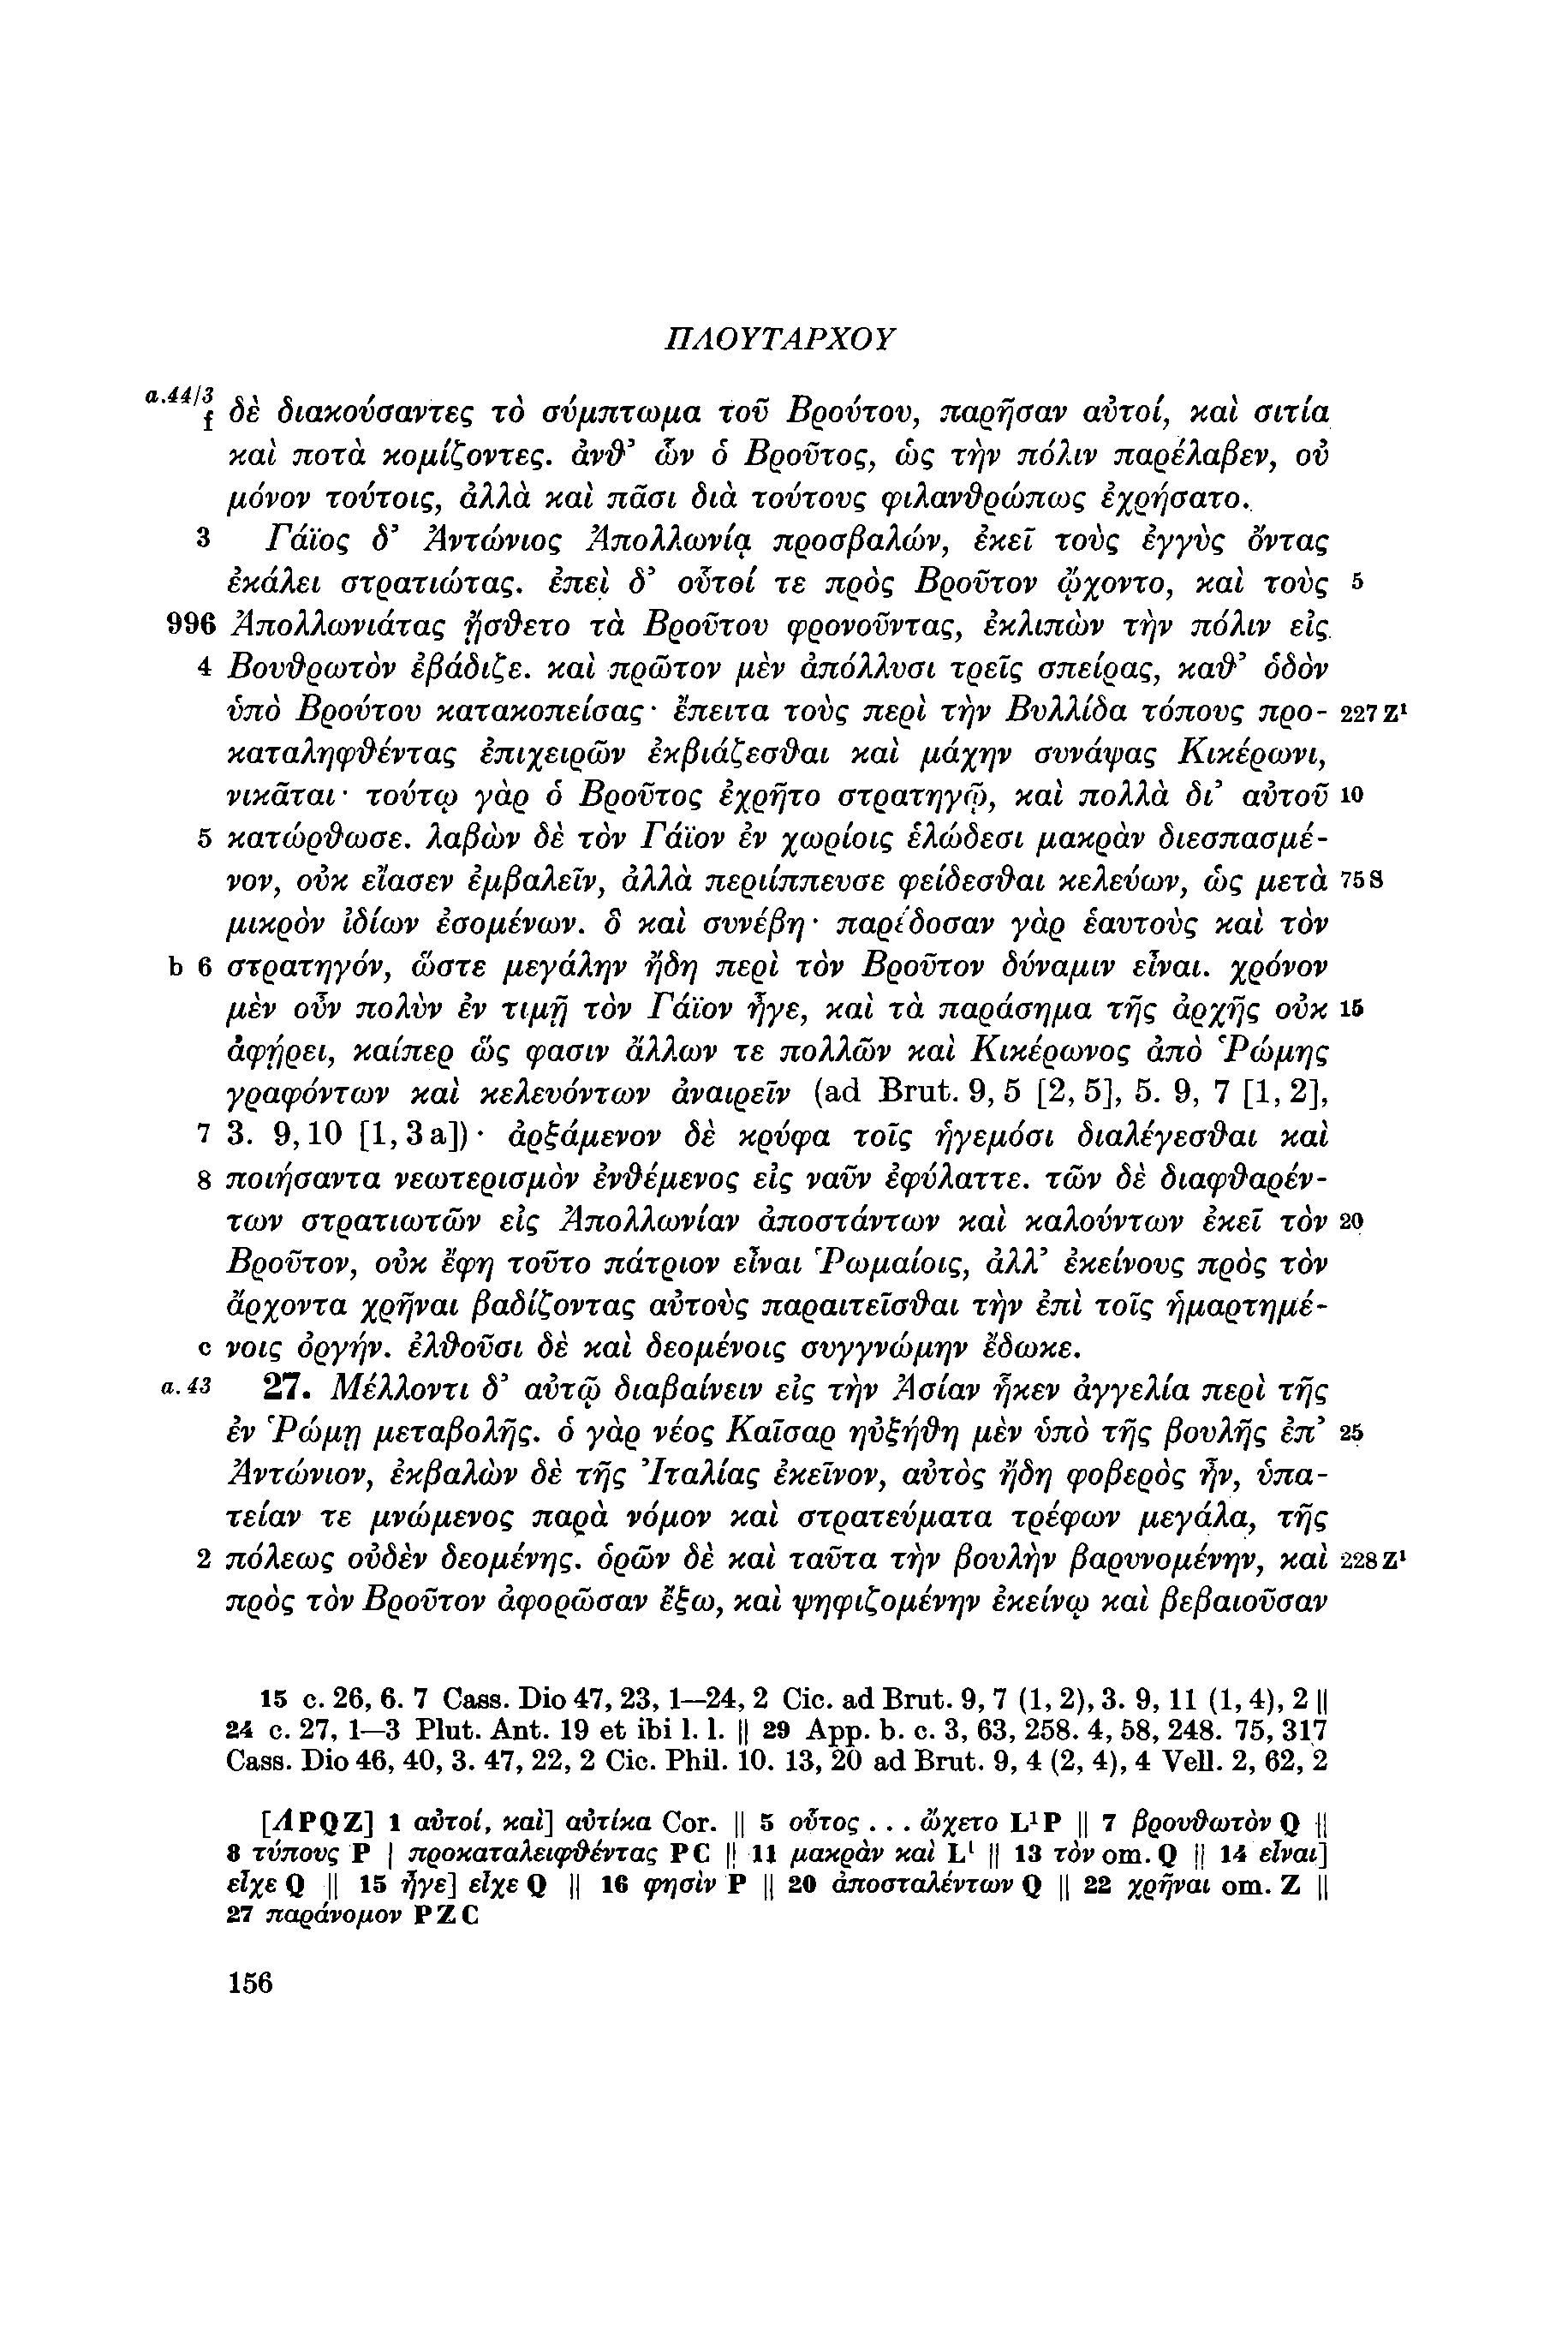 ΠΛΟΥΤΑΡΧΟΥ
a.44/3 f δὲ διακούσαντες τὸ σύμπτωμα τοῦ Βρούτου, παρῆσαν αὐτοί, καὶ σιτία
καὶ ποτὰ κομίζοντες. ἀνϑ’ ὧν ὁ Βροῦτος, ὡς τὴν πόλιν παρέλαβεν, οὐ
μόνον τούτοις, ἀλλὰ καὶ πᾶσι διὰ τούτους φιλανϑρώπως ἐχρήσατο.
3 Γάϊος δ’ Ἀντώνιος Ἀπολλωνίᾳ προσβαλών, ἐκεῖ τοὺς ἐγγὺς ὄντας
ἐκάλει στρατιώτας. ἐπεὶ δ’ οὗτοί τε πρὸς Βροῦτον ᾤχοντο, καὶ τοὺς 5
996 Ἀπολλωνιάτας ᾔσϑετο τὰ Βρούτου φρονοῦντας, ἐκλιπὼν τὴν πόλιν εἰς
4 Βουϑρωτὸν ἐβάδιζε. καὶ πρῶτον μὲν ἀπόλλυσι τρεῖς σπείρας, καϑ’ ὁδὸν
ὑπὸ Βρούτου κατακοπείσας· ἔπειτα τοὺς περὶ τὴν Βυλλίδα τόπους προ- 227 Z¹
καταληφϑέντας ἐπιχειρῶν ἐκβιάζεσϑαι καὶ μάχην συνάψας Κικέρωνι,
νικᾶται· τούτῳ γὰρ ὁ Βροῦτος ἐχρῆτο στρατηγῷ, καὶ πολλὰ δι’ αὐτοῦ 10
5 κατώρϑωσε. λαβὼν δὲ τὸν Γάϊον ἐν χωρίοις ἑλώδεσι μακρὰν διεσπασμέ-
νον, οὐκ εἴασεν ἐμβαλεῖν, ἀλλὰ περιίππευσε φείδεσϑαι κελεύων, ὡς μετὰ 75 S
μικρὸν ἰδίων ἐσομένων. ὃ καὶ συνέβη· παρέδοσαν γὰρ ἑαυτοὺς καὶ τὸν
b 6 στρατηγόν, ὥστε μεγάλην ἤδη περὶ τὸν Βροῦτον δύναμιν εἶναι. χρόνον
μὲν οὖν πολὺν ἐν τιμῇ τὸν Γάϊον ἦγε, καὶ τὰ παράσημα τῆς ἀρχῆς οὐκ 15
ἀφῄρει, καίπερ ὥς φασιν ἄλλων τε πολλῶν καὶ Κικέρωνος ἀπὸ Ῥώμης
γραφόντων καὶ κελευόντων ἀναιρεῖν (ad Brut. 9, 5 [2, 5], 5. 9, 7 [1, 2],
7 3. 9, 10 [1, 3 a])· ἀρξάμενον δὲ κρύφα τοῖς ἡγεμόσι διαλέγεσϑαι καὶ
8 ποιήσαντα νεωτερισμὸν ἐνϑέμενος εἰς ναῦν ἐφύλαττε. τῶν δὲ διαφϑαρέν-
των στρατιωτῶν εἰς Ἀπολλωνίαν ἀποστάντων καὶ καλούντων ἐκεῖ τὸν 20
Βροῦτον, οὐκ ἔφη τοῦτο πάτριον εἶναι Ῥωμαίοις, ἀλλ’ ἐκείνους πρὸς τὸν
ἄρχοντα χρῆναι βαδίζοντας αὐτοὺς παραιτεῖσϑαι τὴν ἐπὶ τοῖς ἡμαρτημέ-
c νοις ὀργήν. ἐλϑοῦσι δὲ καὶ δεομένοις συγγνώμην ἔδωκε.
a. 43 27. Μέλλοντι δ’ αὐτῷ διαβαίνειν εἰς τὴν Ἀσίαν ἧκεν ἀγγελία περὶ τῆς
ἐν Ῥώμῃ μεταβολῆς. ὁ γὰρ νέος Καῖσαρ ηὐξήϑη μὲν ὑπὸ τῆς βουλῆς ἐπ’ 25
Ἀντώνιον, ἐκβαλὼν δὲ τῆς Ἰταλίας ἐκεῖνον, αὐτὸς ἤδη φοβερὸς ἦν, ὑπα-
τείαν τε μνώμενος παρὰ νόμον καὶ στρατεύματα τρέφων μεγάλα, τῆς
2 πόλεως οὐδὲν δεομένης. ὁρῶν δὲ καὶ ταῦτα τὴν βουλὴν βαρυνομένην, καὶ 228 Z¹
πρὸς τὸν Βροῦτον ἀφορῶσαν ἔξω, καὶ ψηφιζομένην ἐκείνῳ καὶ βεβαιοῦσαν
15 c. 26, 6. 7 Cass. Dio 47, 23, 1—24, 2 Cic. ad Brut. 9, 7 (1, 2), 3. 9, 11 (1, 4), 2 ||
24 c. 27, 1—3 Plut. Ant. 19 et ibi l. l. || 29 App. b. c. 3, 63, 258. 4, 58, 248. 75, 317
Cass. Dio 46, 40, 3. 47, 22, 2 Cic. Phil. 10. 13, 20 ad Brut. 9, 4 (2, 4), 4 Vell. 2, 62, 2
[ΛPQZ] 1 αὐτοί, καὶ] αὐτίκα Cor. || 5 οὗτος . . . ᾤχετο L¹P || 7 βρουϑωτὸν Q ||
8 τύπους P | προκαταλειφϑέντας PC || 11 μακρὰν καὶ L¹ || 13 τὸν om. Q || 14 εἶναι]
εἶχε Q || 15 ἦγε] εἶχε Q || 16 φησὶν P || 20 ἀποσταλέντων Q || 22 χρῆναι om. Z ||
27 παράνομον PZC
156